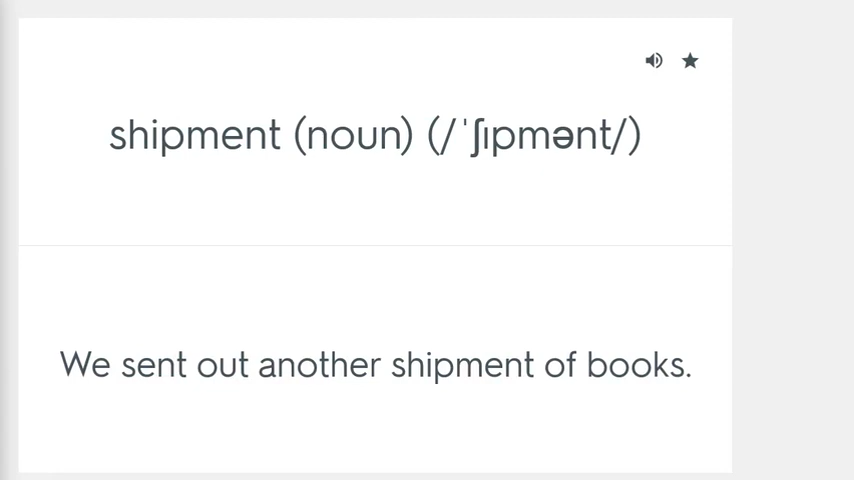 shipment (noun) (/ˈʃɪpmənt/)
We sent out another shipment of books.